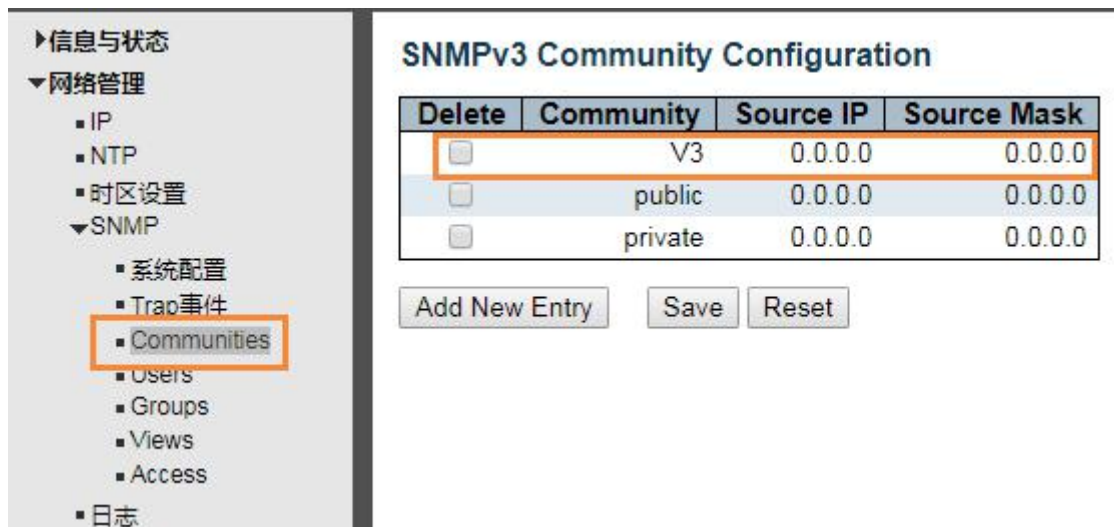 信息与状态
网络管理
IP
NTP
时区设置
SNMP
系统配置
Trap事件
Communities
Users
Groups
Views
Access
日志
SNMPv3 Community Configuration
Delete Community Source IP Source Mask
V3 0.0.0.0 0.0.0.0
public 0.0.0.0 0.0.0.0
private 0.0.0.0 0.0.0.0
Add New Entry Save Reset